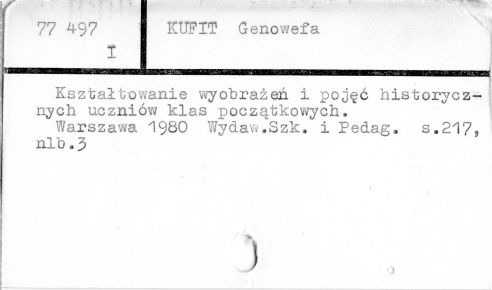 77 497
I
KUFIT Genowefa
Kształtowanie wyobrażeń i pojęć historycz-
nych uczniów klas początkowych.
Warszawa 1980 Wydaw.Szk. i Pedag. s.217,
nlb.3